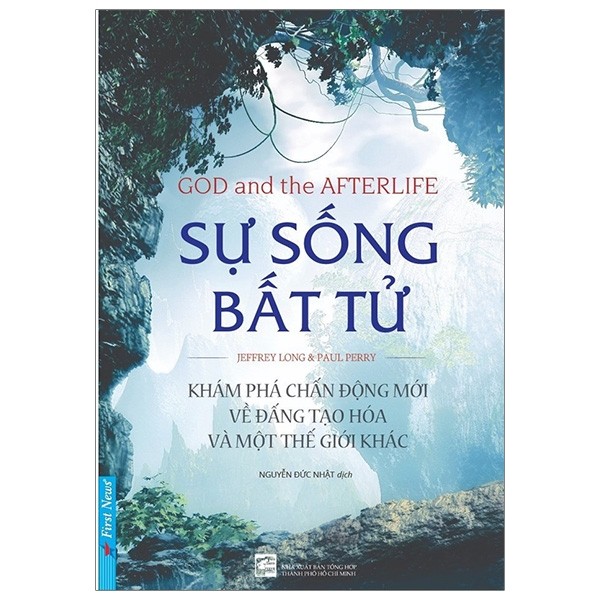 GOD and the AFTERLIFE
SỰ SỐNG
BẤT TỬ
JEFFREY LONG & PAUL PERRY
KHÁM PHÁ CHẤN ĐỘNG MỚI
VỀ ĐẤNG TẠO HÓA
VÀ MỘT THẾ GIỚI KHÁC
NGUYỄN ĐỨC NHẬT dịch
First News
NHÀ XUẤT BẢN TỔNG HỢP
THÀNH PHỐ HỒ CHÍ MINH